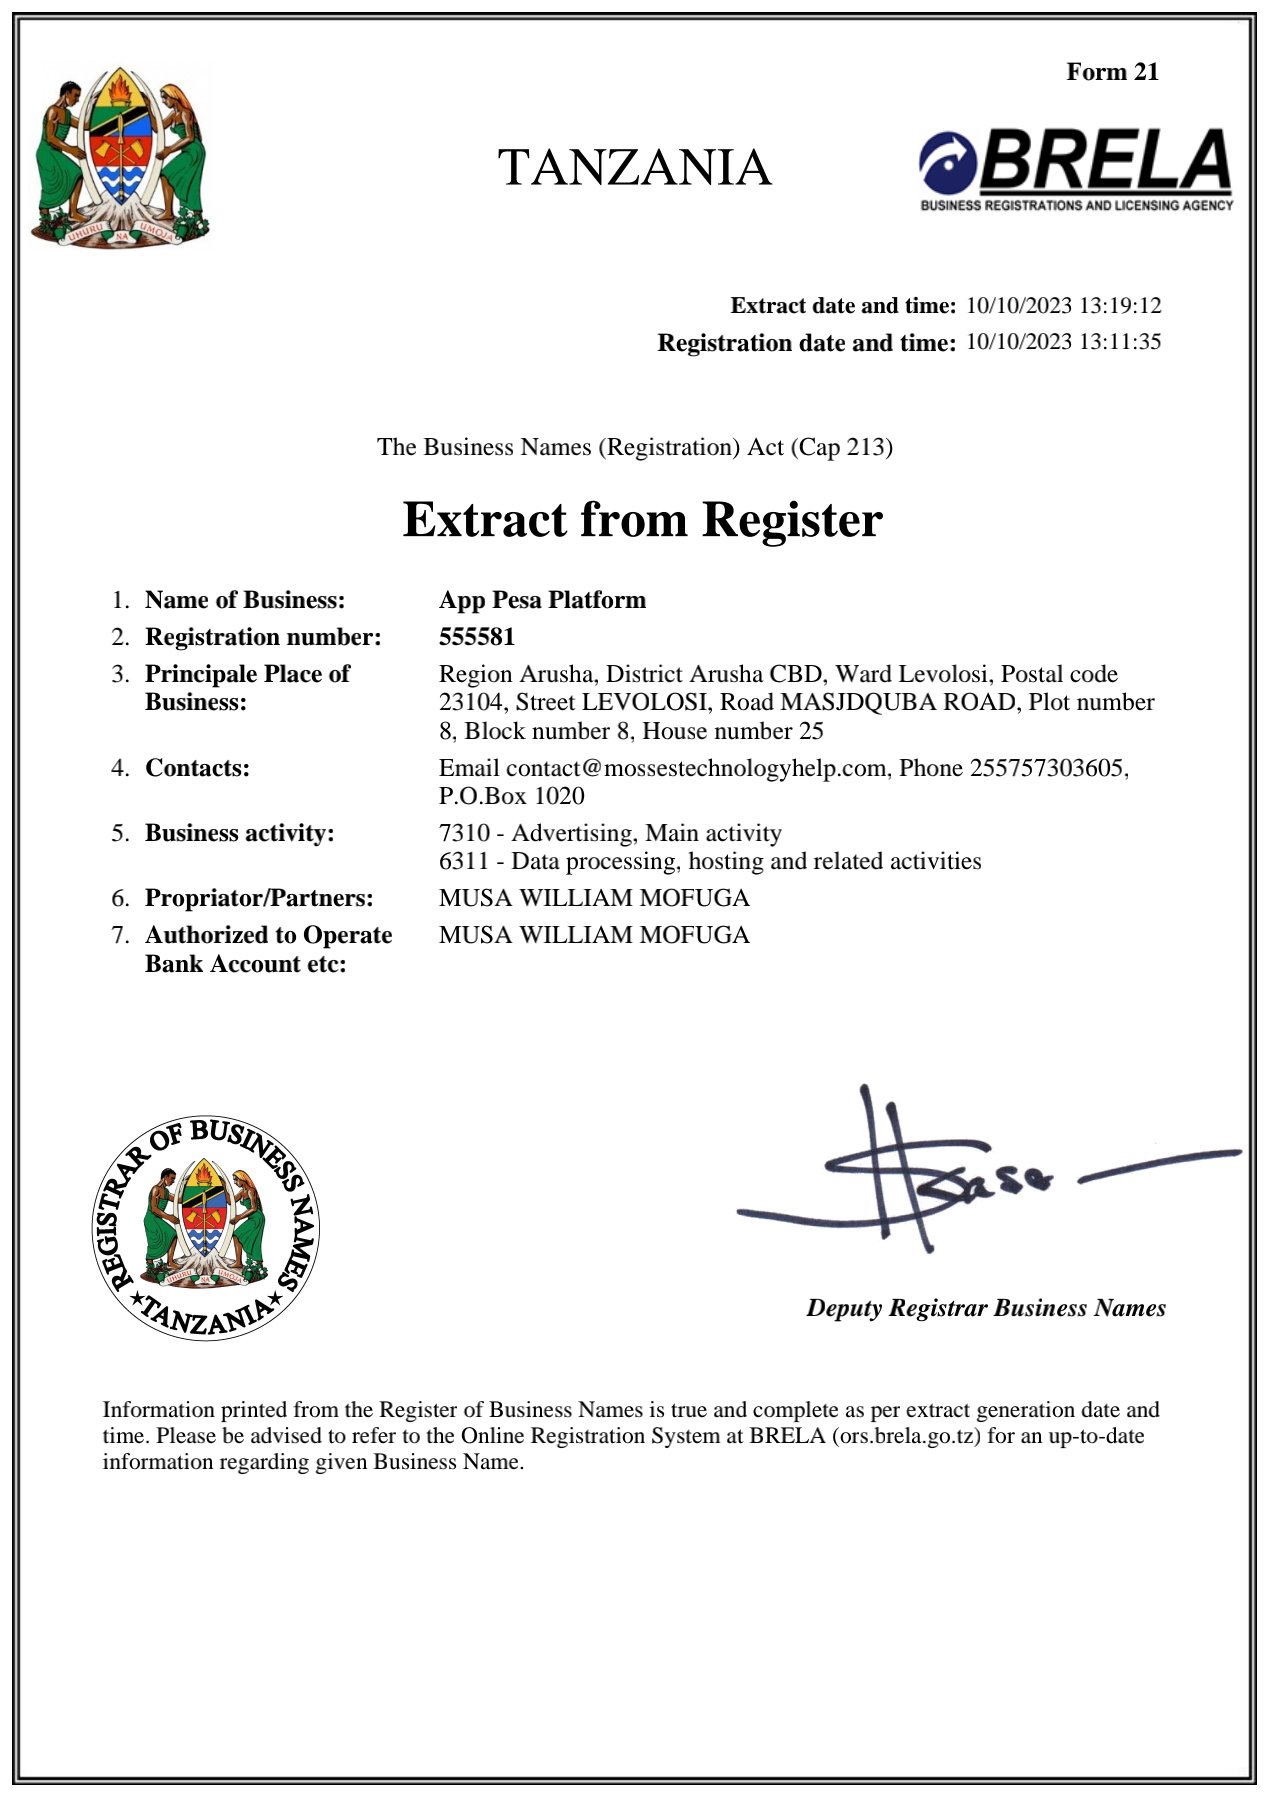 Form 21
TANZANIA
BRELA
BUSINESS REGISTRATIONS AND LICENSING AGENCY
UHURU NA UMOJA
Extract date and time: 10/10/2023 13:19:12
Registration date and time: 10/10/2023 13:11:35
The Business Names (Registration) Act (Cap 213)
Extract from Register
1. Name of Business: App Pesa Platform
2. Registration number: 555581
3. Principale Place of Business: Region Arusha, District Arusha CBD, Ward Levolosi, Postal code
23104, Street LEVOLOSI, Road MASJDQUBA ROAD, Plot number
8, Block number 8, House number 25
4. Contacts: Email contact@mossestechnologyhelp.com, Phone 255757303605,
P.O.Box 1020
5. Business activity: 7310 - Advertising, Main activity
6311 - Data processing, hosting and related activities
6. Propriator/Partners: MUSA WILLIAM MOFUGA
7. Authorized to Operate Bank Account etc: MUSA WILLIAM MOFUGA
REGISTRAR OF BUSINESS NAMES
UHURU NA UMOJA
★TANZANIA★
Deputy Registrar Business Names
Information printed from the Register of Business Names is true and complete as per extract generation date and
time. Please be advised to refer to the Online Registration System at BRELA (ors.brela.go.tz) for an up-to-date
information regarding given Business Name.